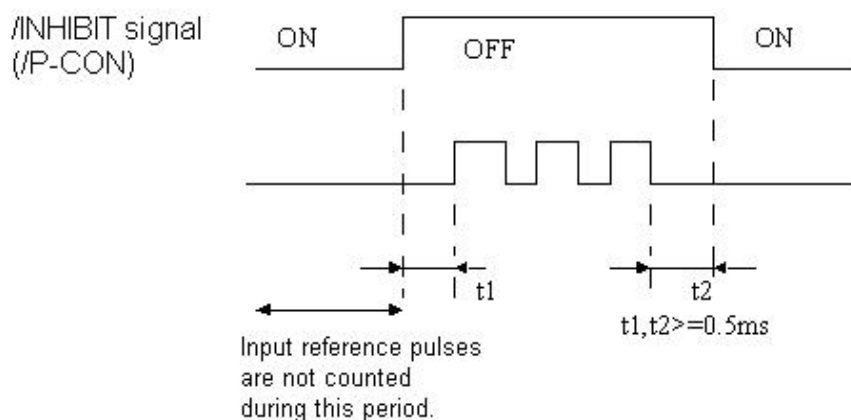 /INHIBIT signal
(/P-CON)
ON
OFF
ON
t1
t2
t1,t2>=0.5ms
Input reference pulses
are not counted
during this period.